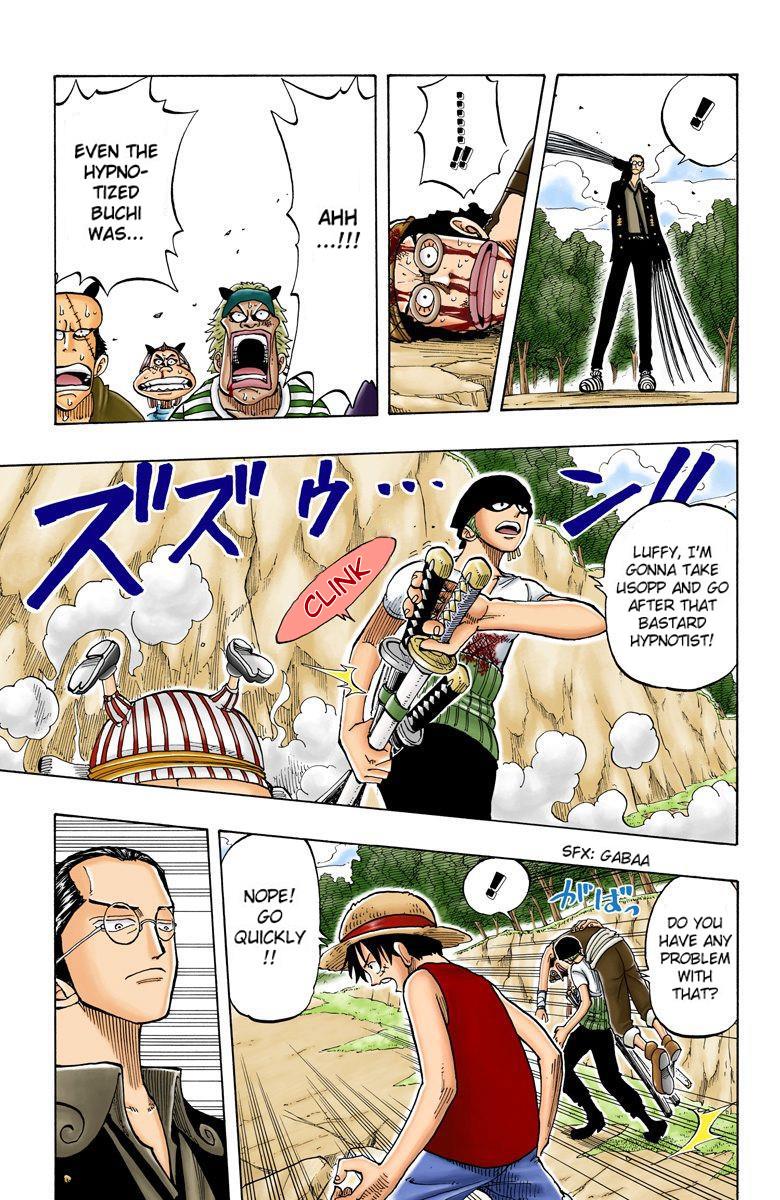 !
!!
AHH
...!!!
EVEN THE
HYPNO-
TIZED
BUCHI
WAS...
ズズゥ...ン!!
LUFFY, I'M
GONNA TAKE
USOPP AND GO
AFTER THAT
BASTARD
HYPNOTIST!
CLINK
SFX: GABAA
がばっ
DO YOU
HAVE ANY
PROBLEM
WITH
THAT?
!
NOPE!
GO
QUICKLY
!!